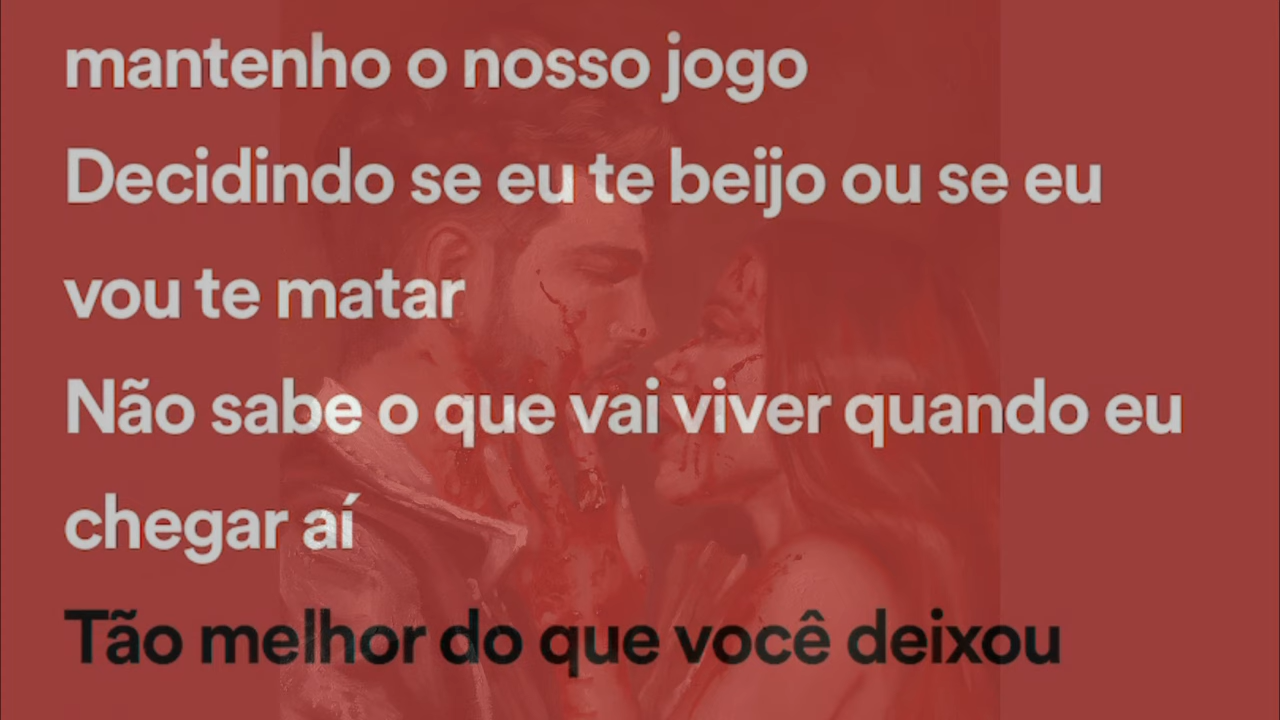 mantenho o nosso jogo
Decidindo se eu te beijo ou se eu
vou te matar
Não sabe o que vai viver quando eu
chegar aí
Tão melhor do que você deixou